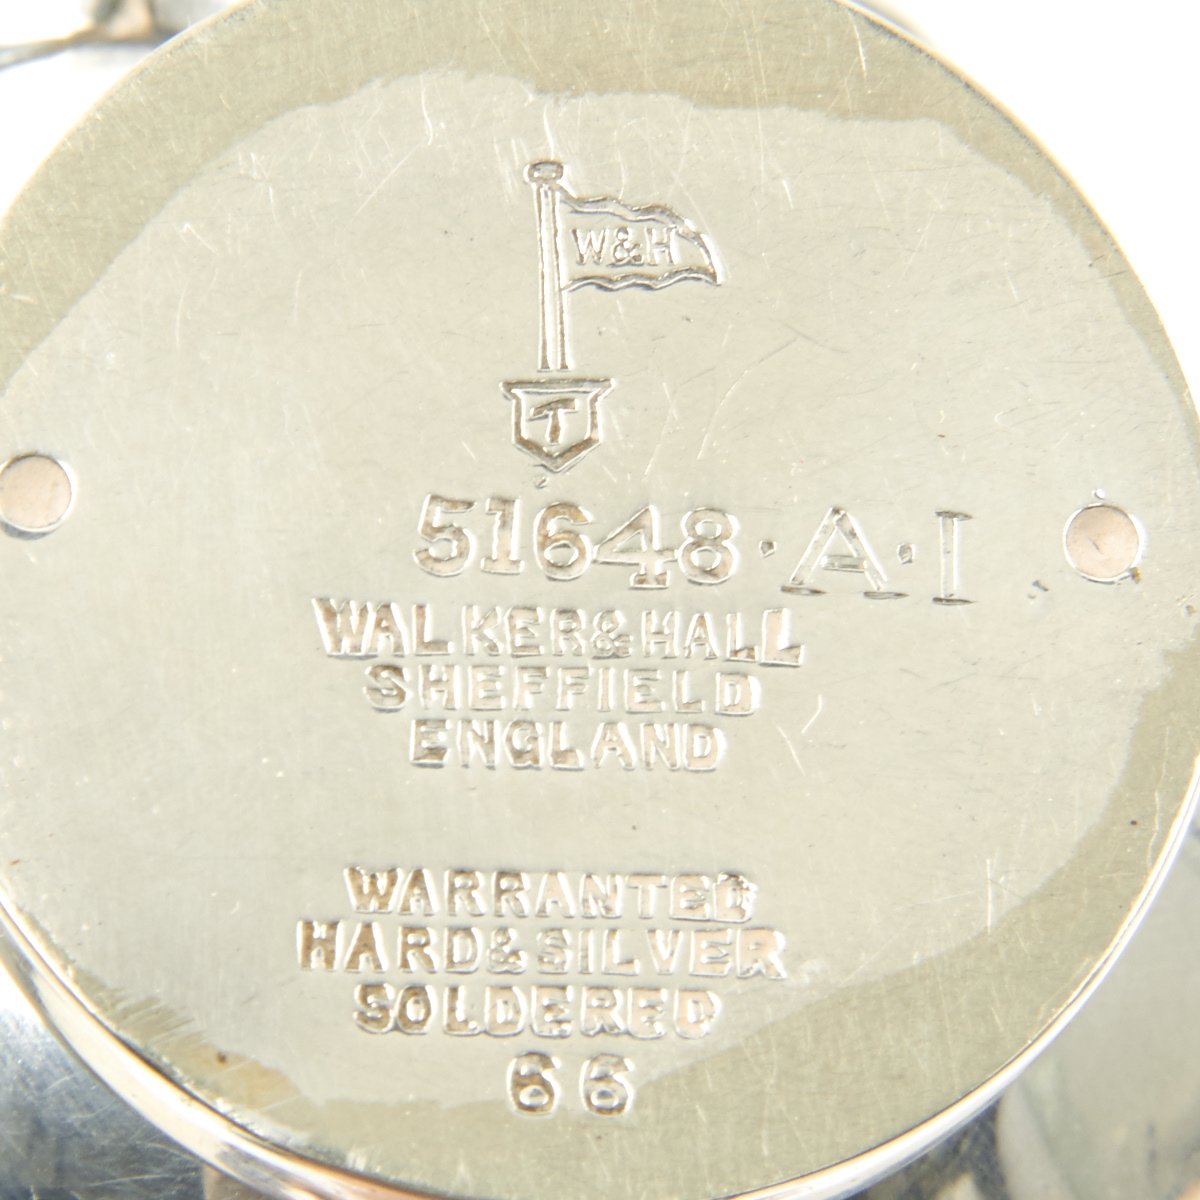 W&H
T
51648·A·I
WALKER&HALL
SHEFFIELD
ENGLAND
WARRANTED
HARD&SILVER
SOLDERED
66